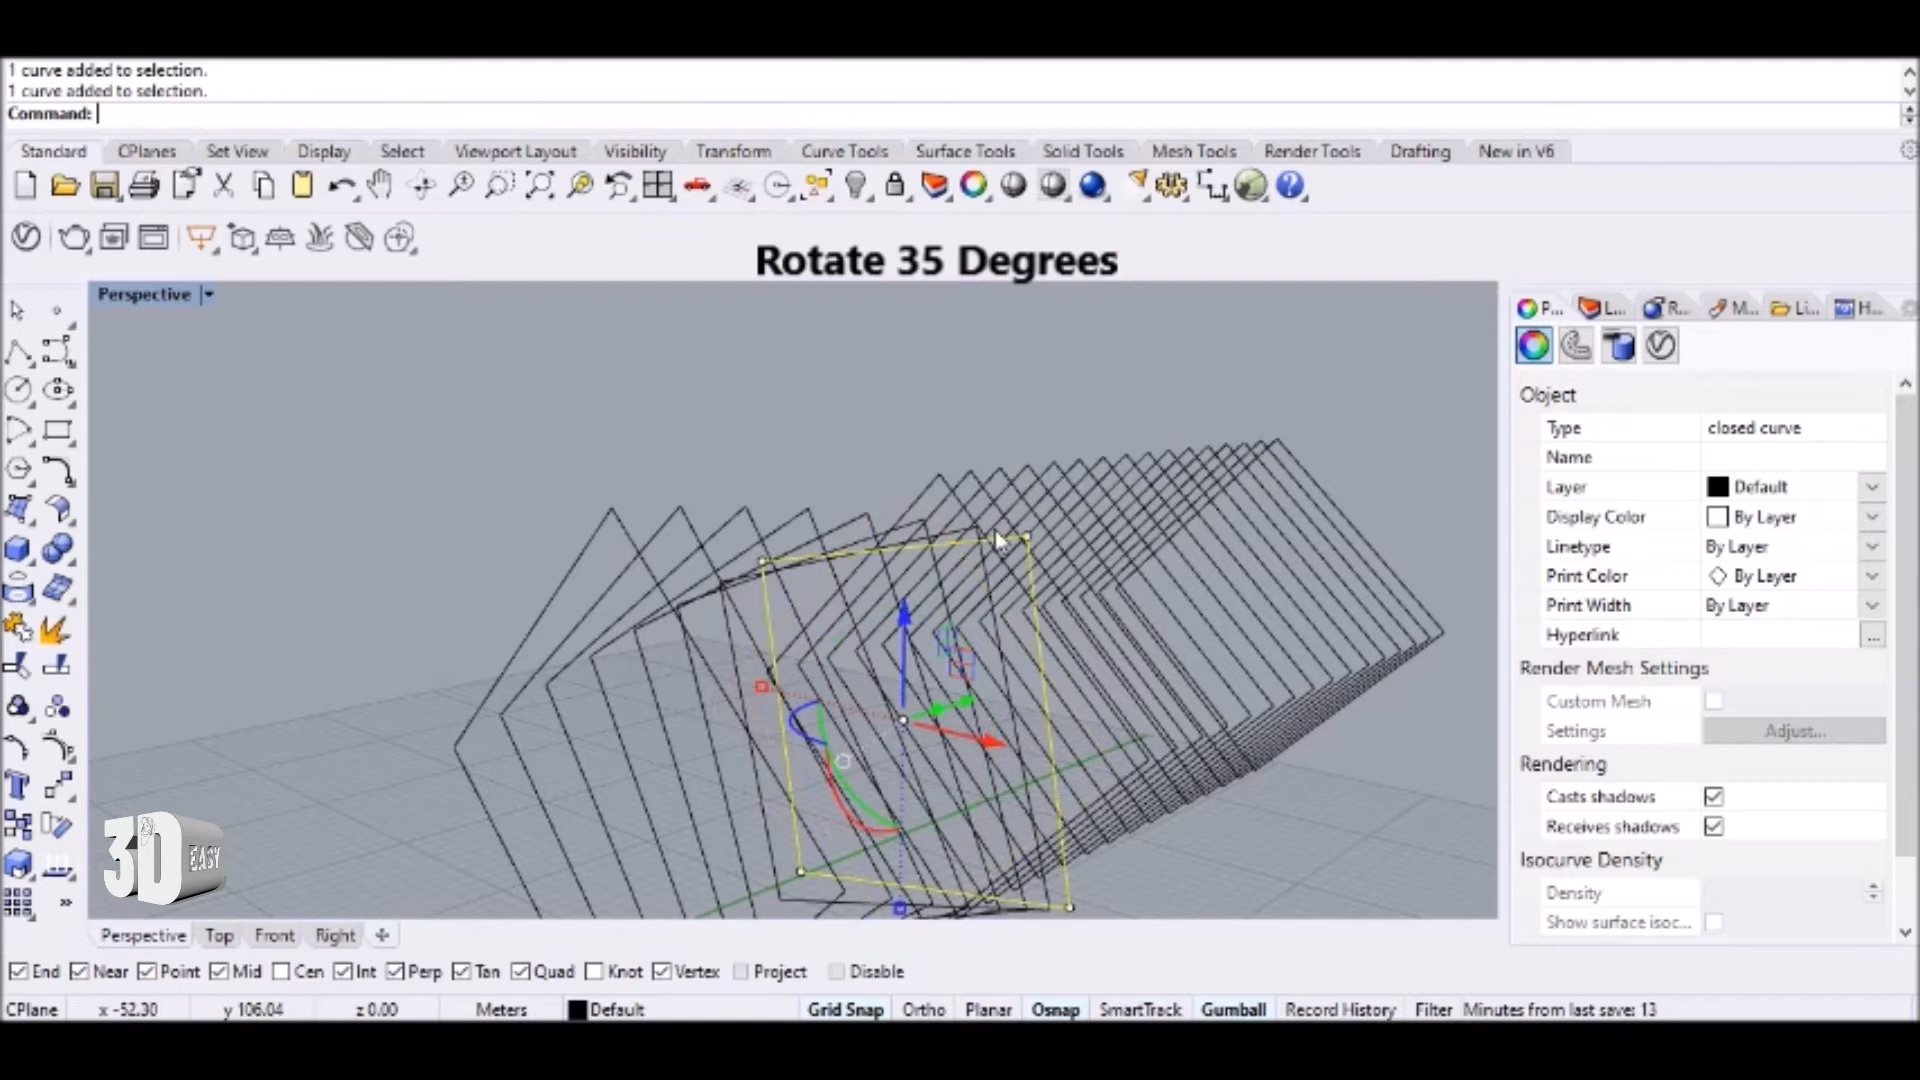 1 curve added to selection.
1 curve added to selection.
Command:
Standard CPlanes Set View Display Select Viewport Layout Visibility Transform Curve Tools Surface Tools Solid Tools Mesh Tools Render Tools Drafting New in V6
Rotate 35 Degrees
Perspective
P... L... R... M... Li... H...
Object
Type closed curve
Name
Layer Default
Display Color By Layer
Linetype By Layer
Print Color By Layer
Print Width By Layer
Hyperlink ...
Render Mesh Settings
Custom Mesh
Settings Adjust...
Rendering
Casts shadows
Receives shadows
Isocurve Density
Density
Show surface isoc...
3D EASY
Perspective Top Front Right
End Near Point Mid Cen Int Perp Tan Quad Knot Vertex Project Disable
CPlane x -52.30 y 106.04 z 0.00 Meters Default Grid Snap Ortho Planar Osnap SmartTrack Gumball Record History Filter Minutes from last save: 13